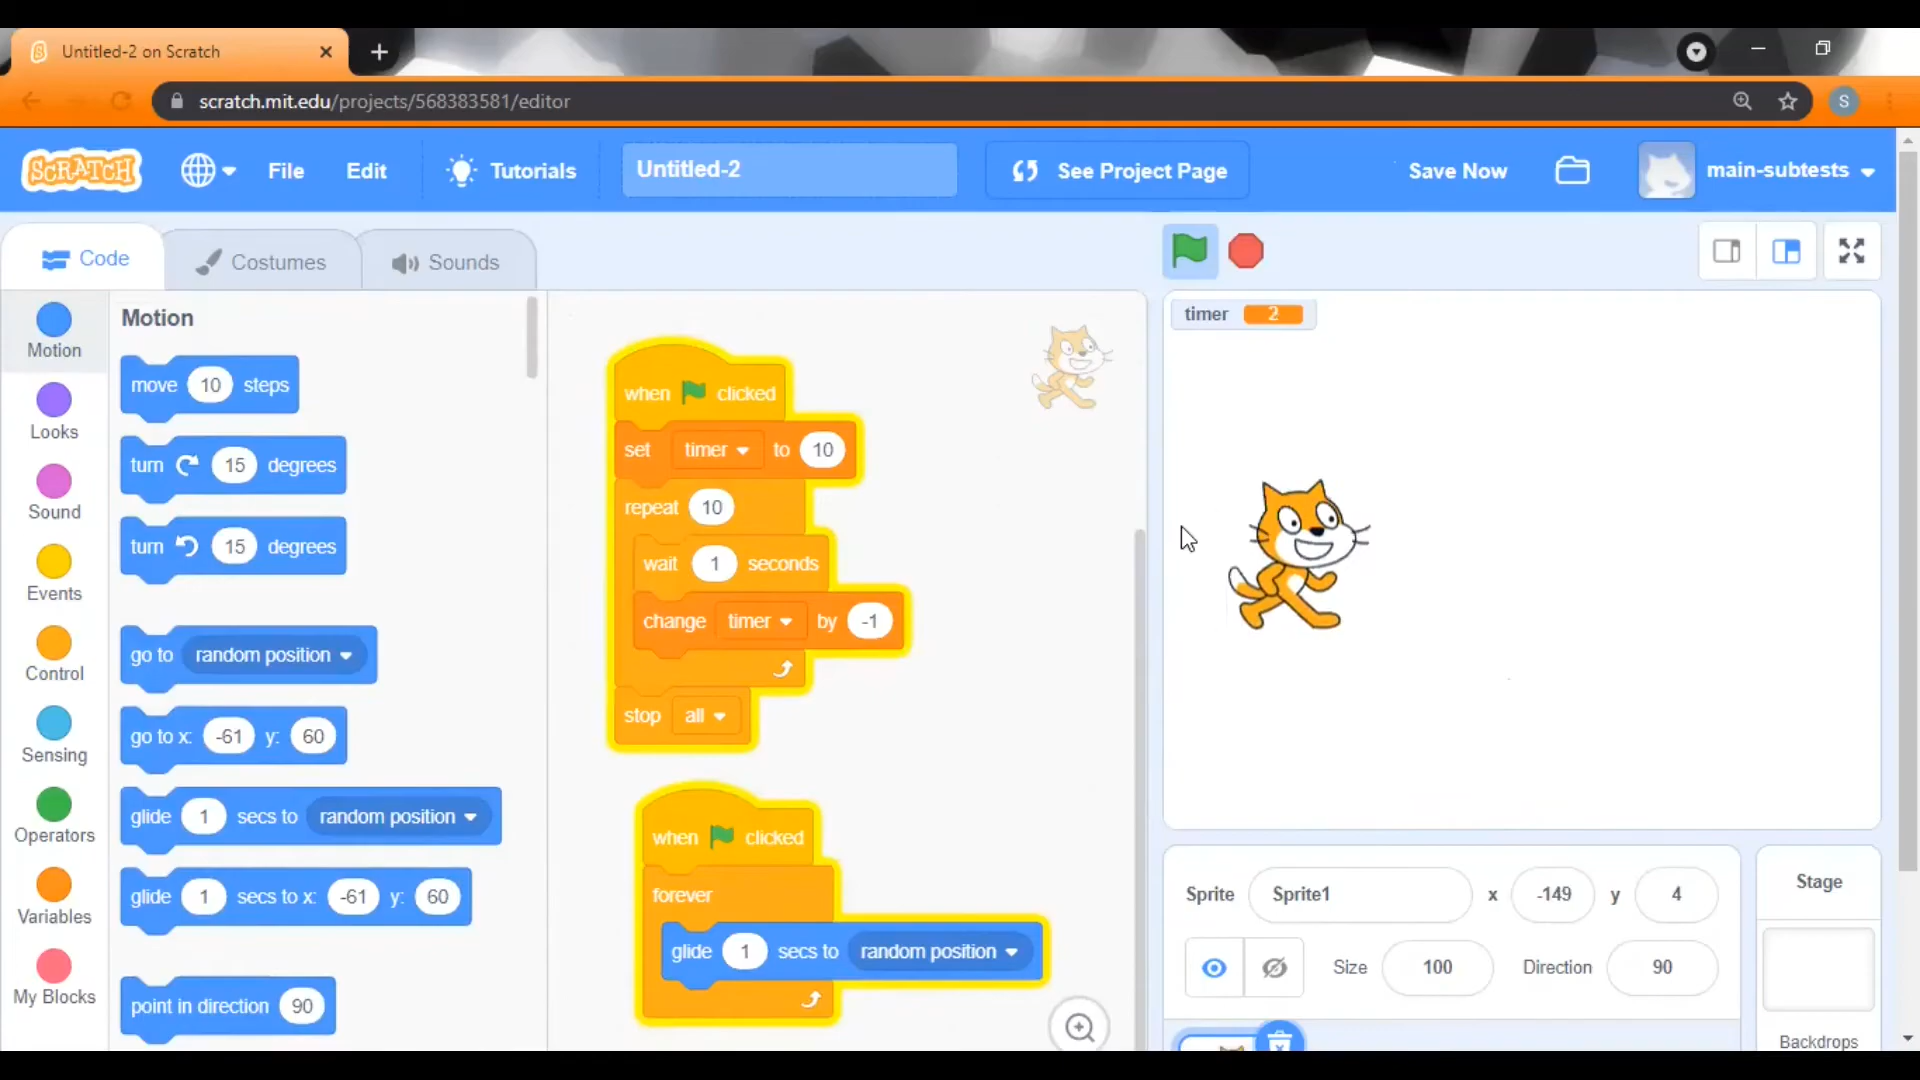 Untitled-2 on Scratch
scratch.mit.edu/projects/568383581/editor
S
SCRATCH
File
Edit
Tutorials
Untitled-2
See Project Page
Save Now
main-subtests
Code
Costumes
Sounds
Motion
Looks
Sound
Events
Control
Sensing
Operators
Variables
My Blocks
Motion
move 10 steps
turn 15 degrees
turn 15 degrees
go to random position
go to x: -61 y: 60
glide 1 secs to random position
glide 1 secs to x: -61 y: 60
point in direction 90
when clicked
set timer to 10
repeat 10
wait 1 seconds
change timer by -1
stop all
when clicked
forever
glide 1 secs to random position
timer 2
Sprite Sprite1 x -149 y 4
Size 100 Direction 90
Stage
Backdrops